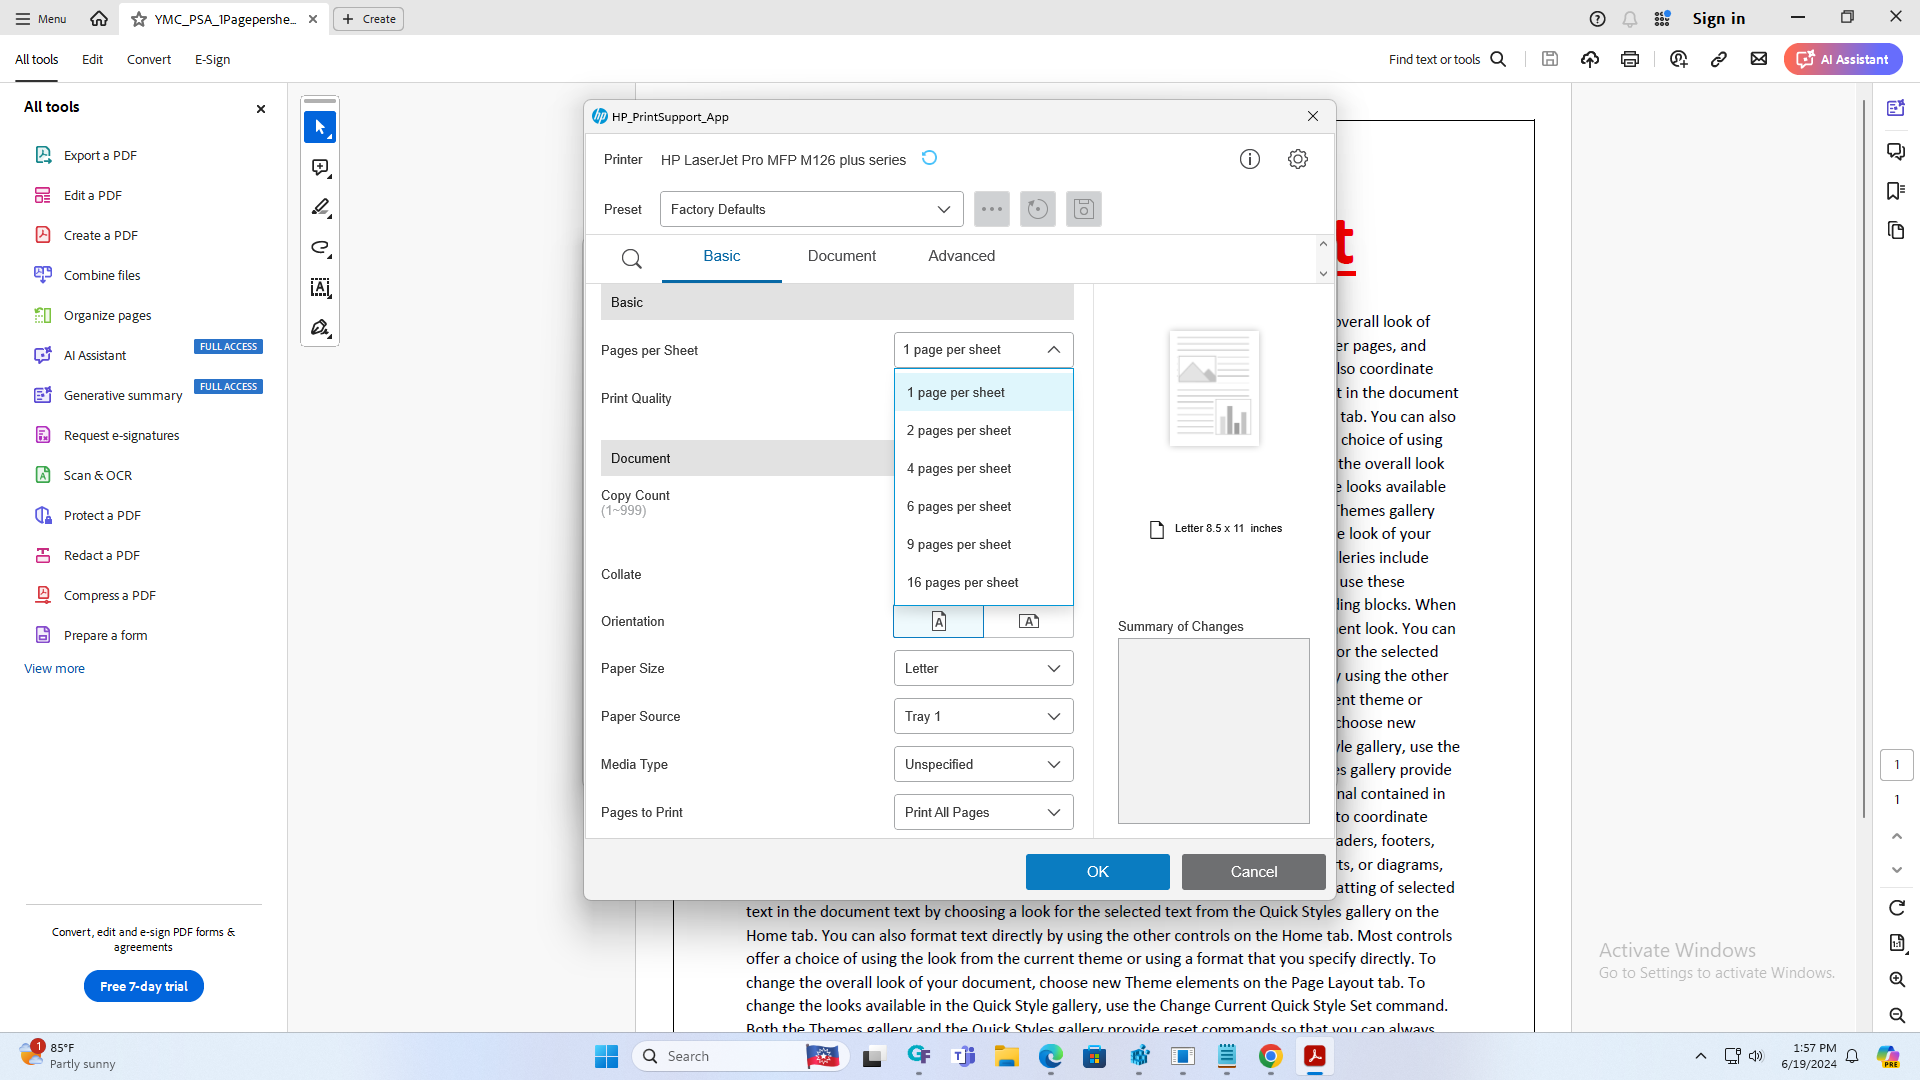 Menu
YMC_PSA_1Pagepershe...
Create
Sign in
All tools
Edit
Convert
E-Sign
Find text or tools
AI Assistant
All tools
Export a PDF
Edit a PDF
Create a PDF
Combine files
Organize pages
AI Assistant
FULL ACCESS
Generative summary
FULL ACCESS
Request e-signatures
Scan & OCR
Protect a PDF
Redact a PDF
Compress a PDF
Prepare a form
View more
Convert, edit and e-sign PDF forms &
agreements
Free 7-day trial
HP_PrintSupport_App
Printer HP LaserJet Pro MFP M126 plus series
Preset Factory Defaults
Basic Document Advanced
Basic
Pages per Sheet 1 page per sheet
1 page per sheet
Print Quality
2 pages per sheet
Document
4 pages per sheet
Copy Count
(1~999)
6 pages per sheet
9 pages per sheet
Collate
16 pages per sheet
Orientation
Paper Size Letter
Paper Source Tray 1
Media Type Unspecified
Pages to Print Print All Pages
Letter 8.5 x 11 inches
Summary of Changes
OK
Cancel
t
overall look of
er pages, and
lso coordinate
t in the document
tab. You can also
choice of using
the overall look
e looks available
Themes gallery
e look of your
lleries include
use these
ling blocks. When
ent look. You can
or the selected
y using the other
ent theme or
choose new
yle gallery, use the
es gallery provide
nal contained in
to coordinate
aders, footers,
rts, or diagrams,
atting of selected
text in the document text by choosing a look for the selected text from the Quick Styles gallery on the
Home tab. You can also format text directly by using the other controls on the Home tab. Most controls
offer a choice of using the look from the current theme or using a format that you specify directly. To
change the overall look of your document, choose new Theme elements on the Page Layout tab. To
change the looks available in the Quick Style gallery, use the Change Current Quick Style Set command.
Both the Themes gallery and the Quick Styles gallery provide reset commands so that you can always
1
1
Activate Windows
Go to Settings to activate Windows.
1
85°F
Partly sunny
Search
1:57 PM
6/19/2024
PRE